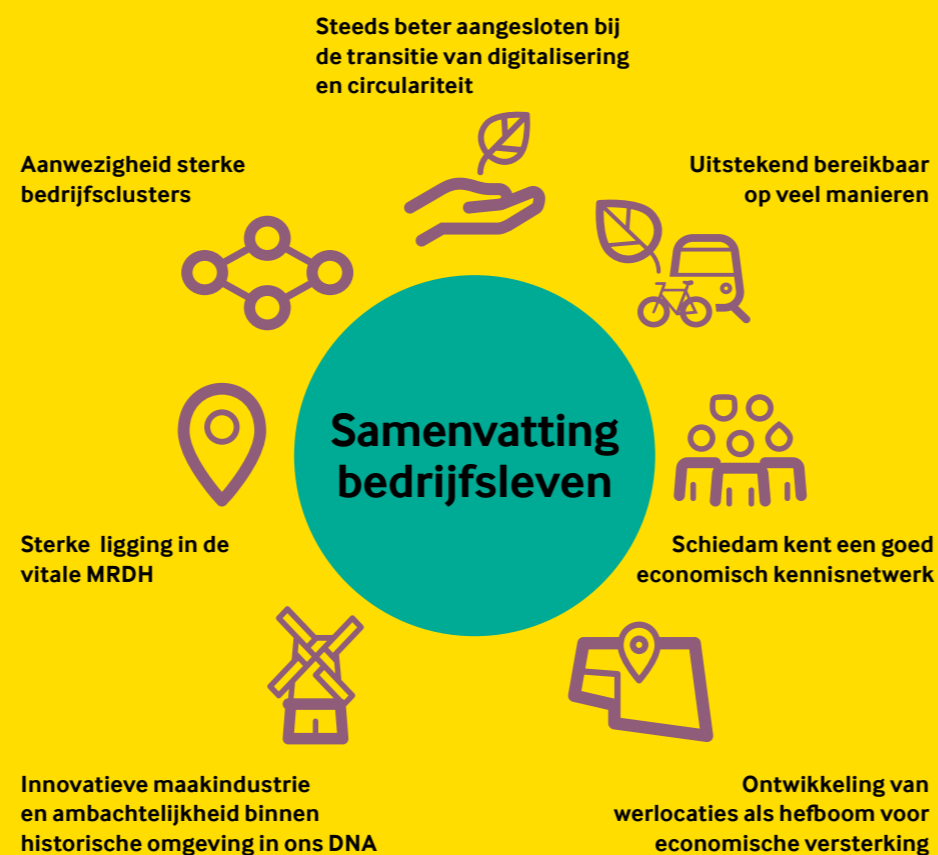 Steeds beter aangesloten bij
de transitie van digitalisering
en circulariteit
Aanwezigheid sterke
bedrijfsclusters
Uitstekend bereikbaar
op veel manieren
Samenvatting
bedrijfsleven
Sterke ligging in de
vitale MRDH
Schiedam kent een goed
economisch kennisnetwerk
Innovatieve maakindustrie
en ambachtelijkheid binnen
historische omgeving in ons DNA
Ontwikkeling van
werlocaties als hefboom voor
economische versterking